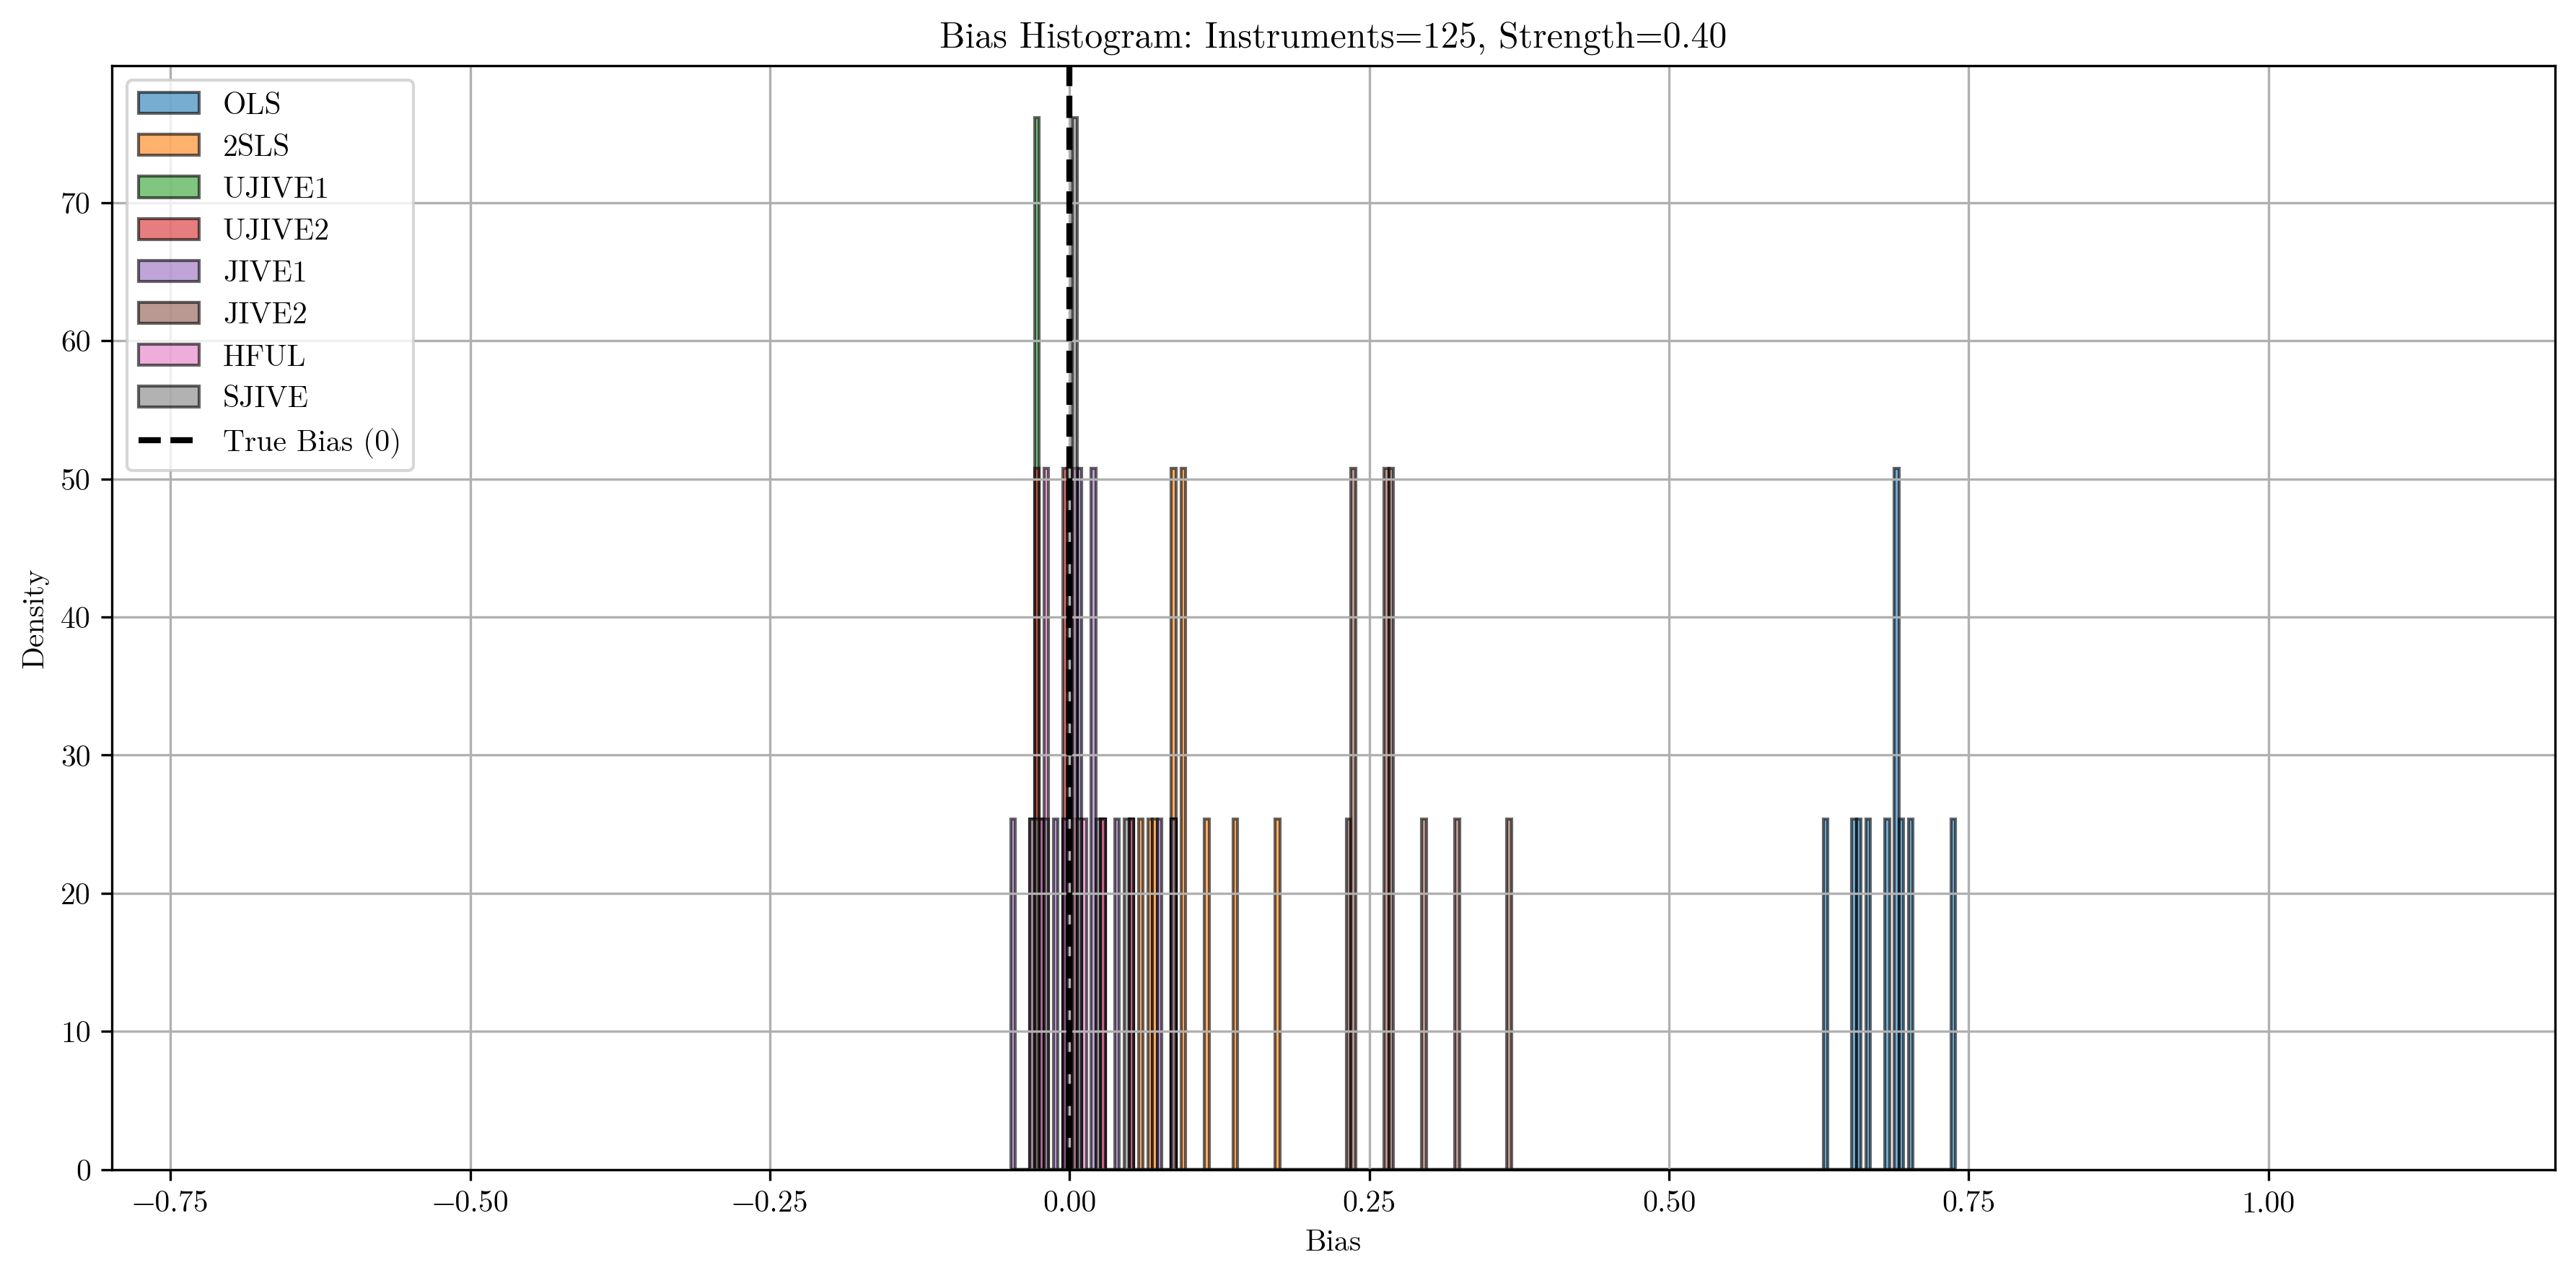 Bias Histogram: Instruments=125, Strength=0.40
OLS
2SLS
UJIVE1
UJIVE2
JIVE1
JIVE2
HFUL
SJIVE
True Bias (0)
Density
70
60
50
40
30
20
10
0
−0.75 −0.50 −0.25 0.00 0.25 0.50 0.75 1.00
Bias